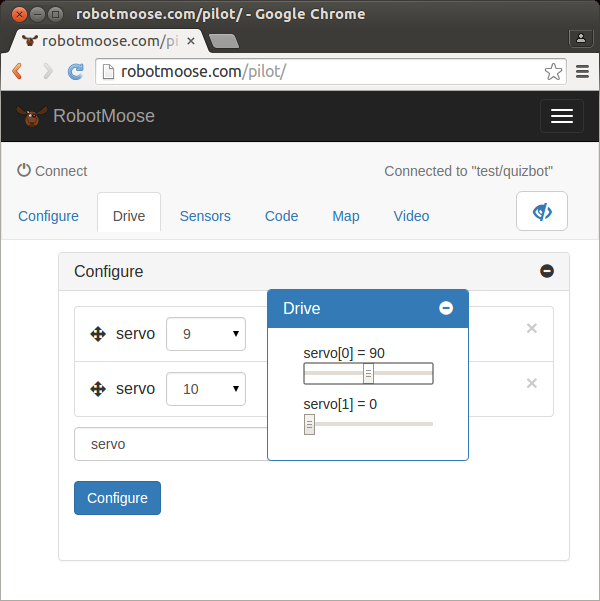 robotmoose.com/pilot/ - Google Chrome
robotmoose.com/pi
robotmoose.com/pilot/
RobotMoose
Connect Connected to "test/quizbot"
Configure Drive Sensors Code Map Video
Configure
Drive
servo 9
servo[0] = 90
servo 10
servo[1] = 0
servo
Configure